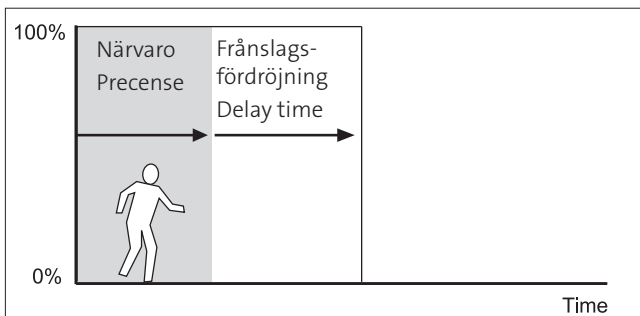 100%
Närvaro
Precense
Frånslags-
fördröjning
Delay time
0%
Time